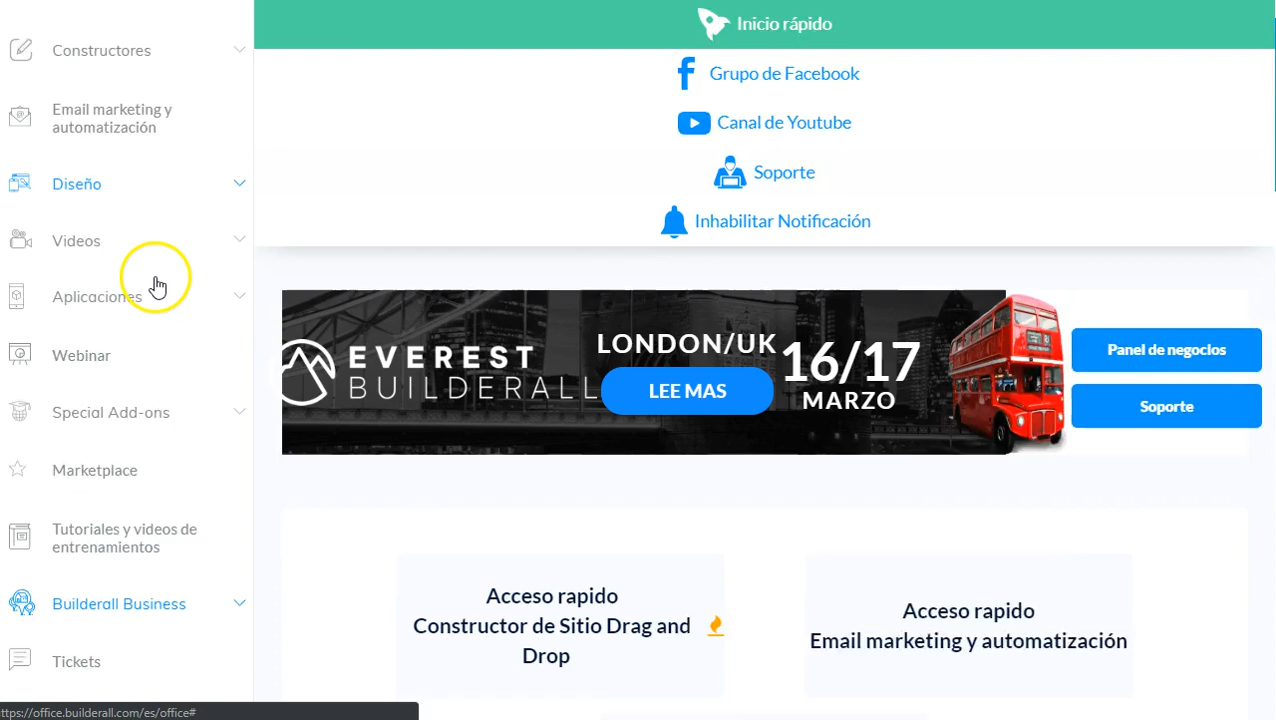 Constructores
Email marketing y
automatización
Diseño
Videos
Aplicaciones
Webinar
Special Add-ons
Marketplace
Tutoriales y videos de
entrenamientos
Builderall Business
Tickets
ttps://office.builderall.com/es/office#
Inicio rápido
Grupo de Facebook
Canal de Youtube
Soporte
Inhabilitar Notificación
EVEREST
BUILDERALL
LONDON/UK
LEE MAS
16/17
MARZO
Panel de negocios
Soporte
Acceso rapido
Constructor de Sitio Drag and
Drop
Acceso rapido
Email marketing y automatización